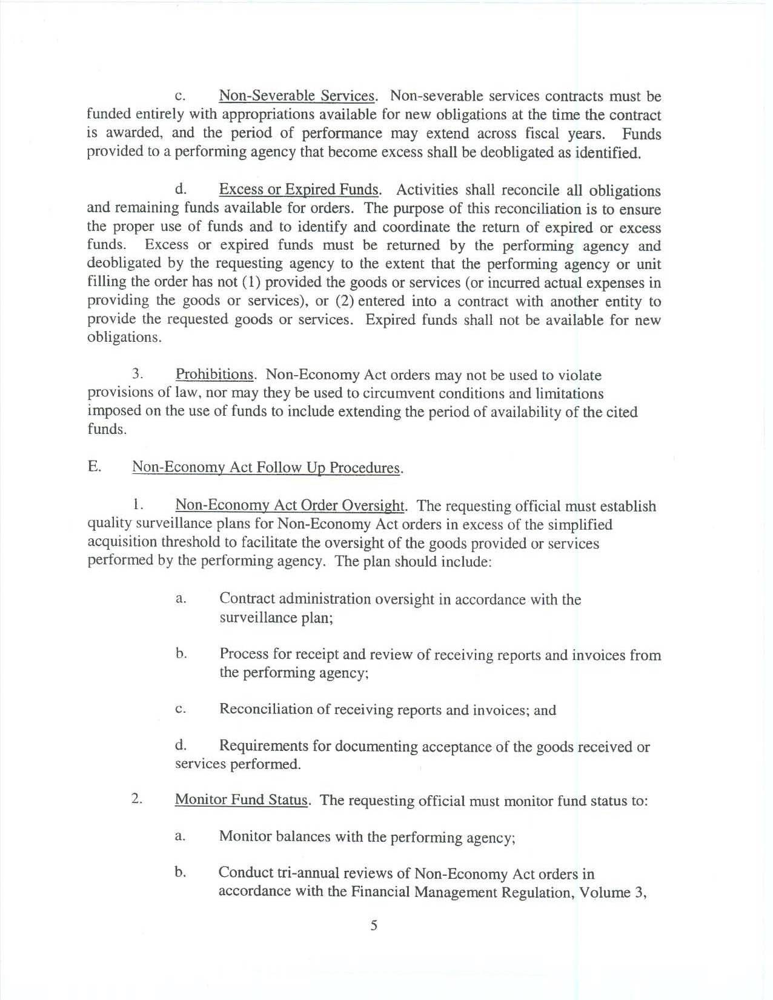 c. Non-Severable Services. Non-severable services contracts must be
funded entirely with appropriations available for new obligations at the time the contract
is awarded, and the period of performance may extend across fiscal years. Funds
provided to a performing agency that become excess shall be deobligated as identified.
d. Excess or Expired Funds. Activities shall reconcile all obligations
and remaining funds available for orders. The purpose of this reconciliation is to ensure
the proper use of funds and to identify and coordinate the return of expired or excess
funds. Excess or expired funds must be returned by the performing agency and
deobligated by the requesting agency to the extent that the performing agency or unit
filling the order has not (1) provided the goods or services (or incurred actual expenses in
providing the goods or services), or (2) entered into a contract with another entity to
provide the requested goods or services. Expired funds shall not be available for new
obligations.
3. Prohibitions. Non-Economy Act orders may not be used to violate
provisions of law, nor may they be used to circumvent conditions and limitations
imposed on the use of funds to include extending the period of availability of the cited
funds.
E. Non-Economy Act Follow Up Procedures.
1. Non-Economy Act Order Oversight. The requesting official must establish
quality surveillance plans for Non-Economy Act orders in excess of the simplified
acquisition threshold to facilitate the oversight of the goods provided or services
performed by the performing agency. The plan should include:
a. Contract administration oversight in accordance with the
surveillance plan;
b. Process for receipt and review of receiving reports and invoices from
the performing agency;
c. Reconciliation of receiving reports and invoices; and
d. Requirements for documenting acceptance of the goods received or
services performed.
2. Monitor Fund Status. The requesting official must monitor fund status to:
a. Monitor balances with the performing agency;
b. Conduct tri-annual reviews of Non-Economy Act orders in
accordance with the Financial Management Regulation, Volume 3,
5